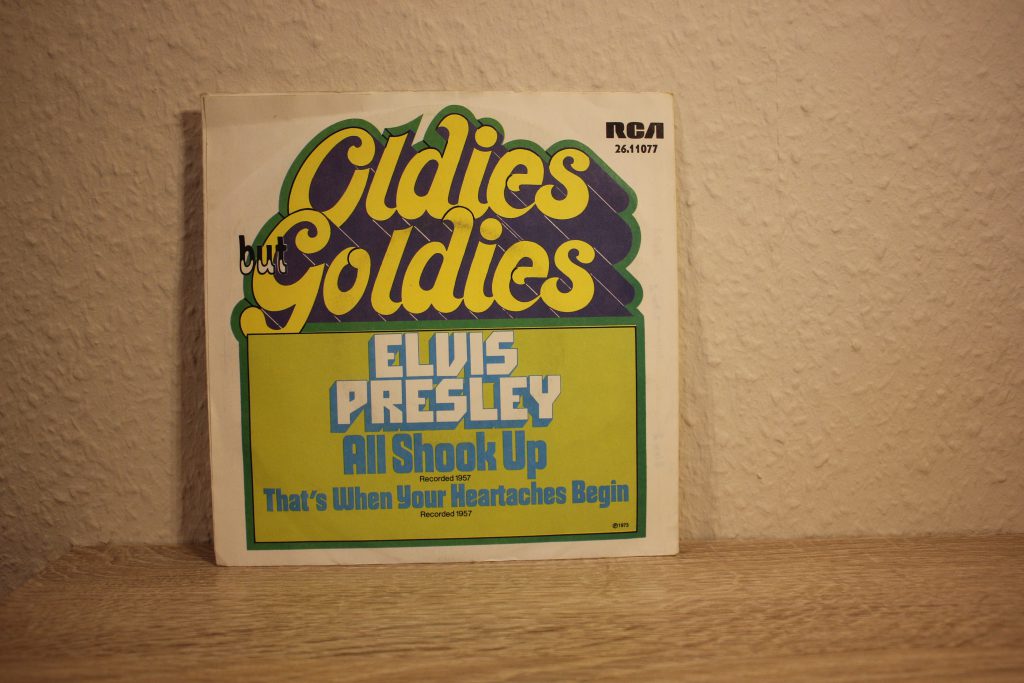 Oldies
but
Goldies
RCA
26.11077
ELVIS
PRESLEY
All Shook Up
Recorded 1957
That's When Your Heartaches Begin
Recorded 1957
℗1973